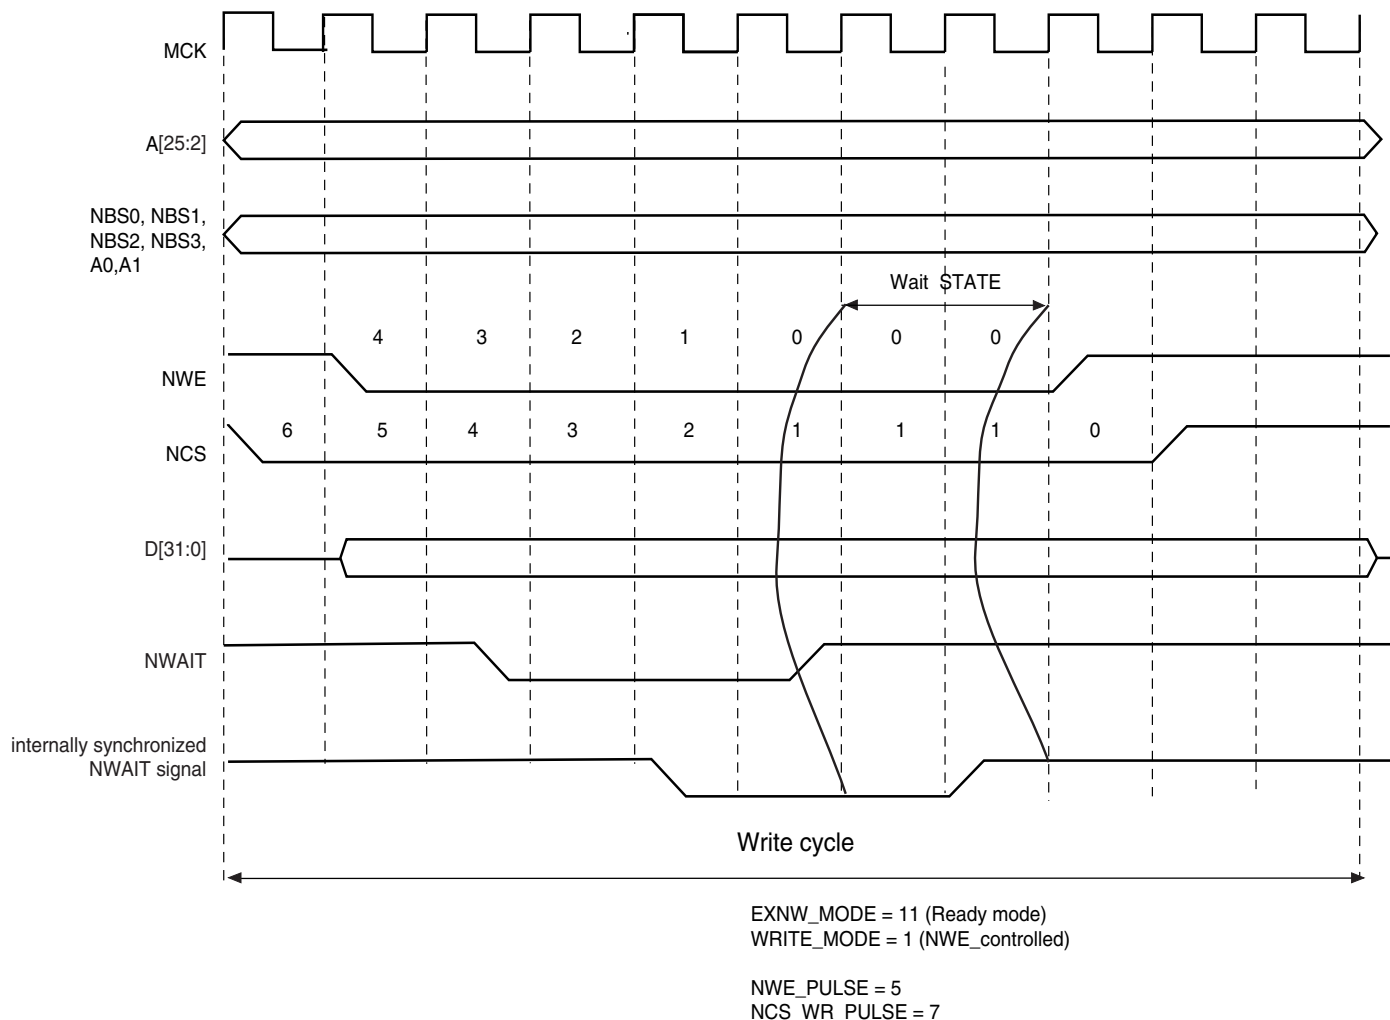 MCK
A[25:2]
NBS0, NBS1,
NBS2, NBS3,
A0,A1
Wait STATE
4 3 2 1 0 0 0
NWE
6 5 4 3 2 1 1 1 0
NCS
D[31:0]
NWAIT
internally synchronized
NWAIT signal
Write cycle
EXNW_MODE = 11 (Ready mode)
WRITE_MODE = 1 (NWE_controlled)
NWE_PULSE = 5
NCS_WR_PULSE = 7